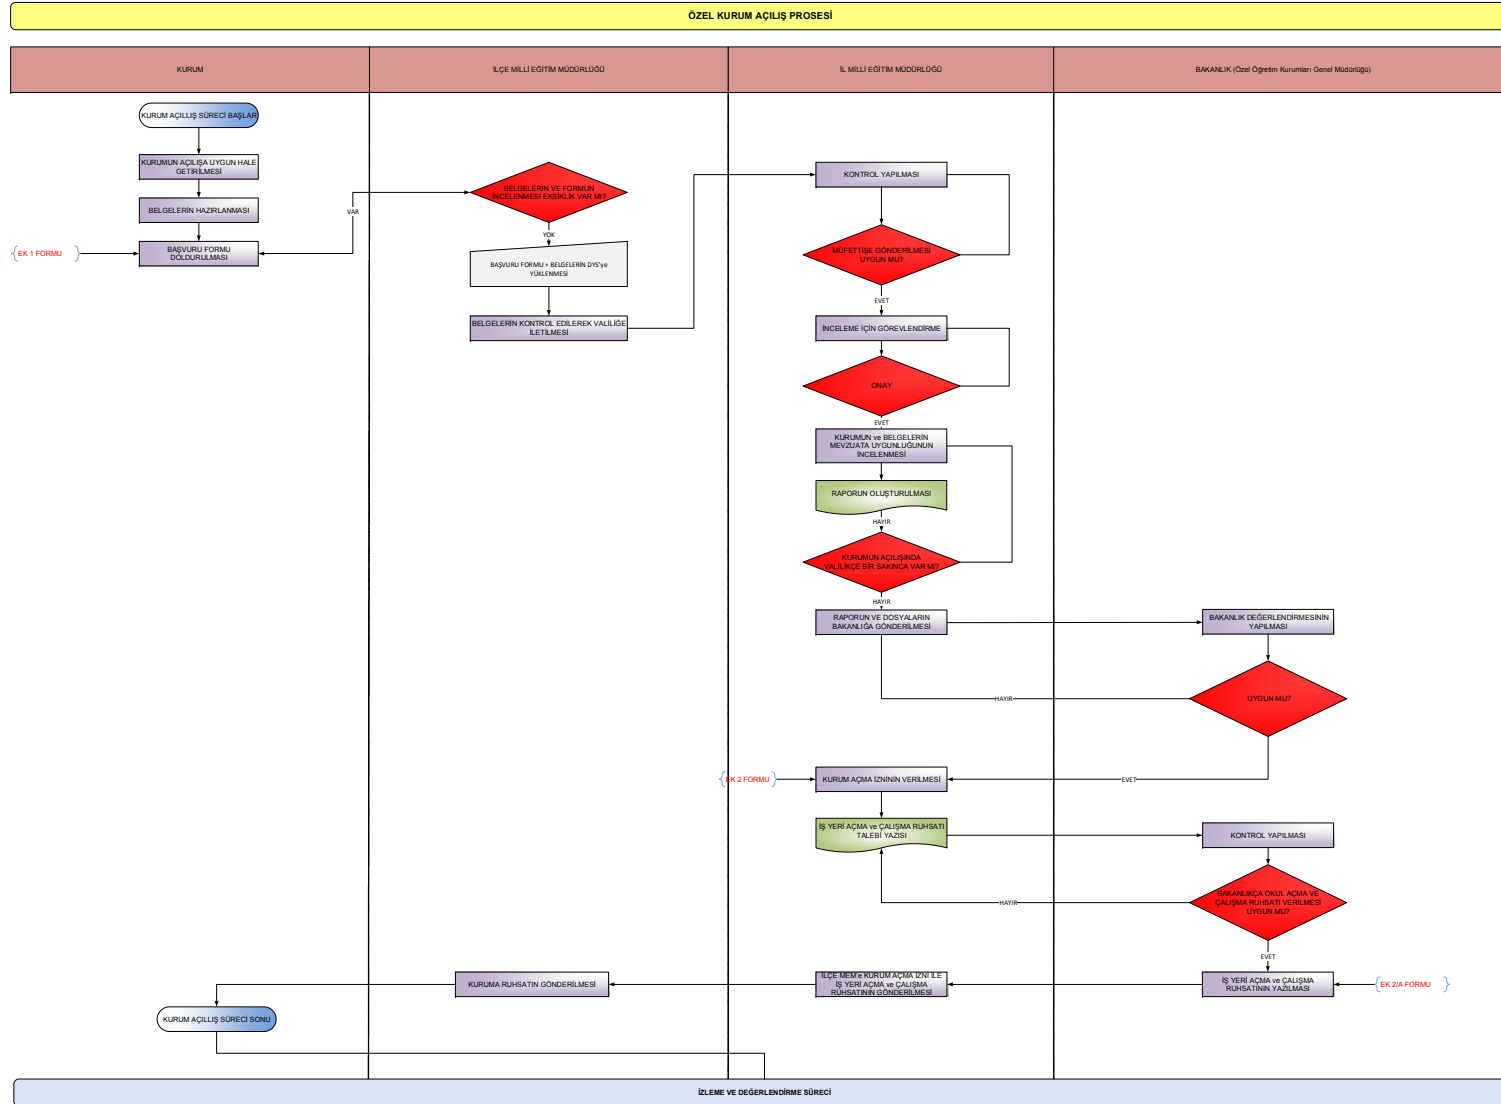 ÖZEL KURUM AÇILIŞ PROSESİ
KURUM
İLÇE MİLLİ EĞİTİM MÜDÜRLÜĞÜ
İL MİLLİ EĞİTİM MÜDÜRLÜĞÜ
BAKANLIK (Özel Öğretim Kurumları Genel Müdürlüğü)
KURUM AÇILLIŞ SÜRECİ BAŞLAR
KURUMUN AÇILIŞA UYGUN HALE
GETİRİLMESİ
BELGELERİN HAZIRLANMASI
EK 1 FORMU
BAŞVURU FORMU
DOLDURULMASI
VAR
BELGELERİN VE FORMUN
İNCELENMESİ EKSİKLİK VAR MI?
YOK
BAŞVURU FORMU + BELGELERİN DYS'ye
YÜKLENMESİ
BELGELERİN KONTROL EDİLEREK VALİLİĞE
İLETİLMESİ
KONTROL YAPILMASI
MÜFETTİŞE GÖNDERİLMESİ
UYGUN MU?
EVET
İNCELEME İÇİN GÖREVLENDİRME
ONAY
EVET
KURUMUN ve BELGELERİN
MEVZUATA UYGUNLUĞUNUN
İNCELENMESİ
RAPORUN OLUŞTURULMASI
HAYIR
KURUMUN AÇILIŞINDA
VALİLİKÇE BİR SAKINCA VAR MI?
HAYIR
RAPORUN VE DOSYALARIN
BAKANLIĞA GÖNDERİLMESİ
BAKANLIK DEĞERLENDİRMESİNİN
YAPILMASI
UYGUN MU?
HAYIR
EVET
EK 2 FORMU
KURUM AÇMA İZNİNİN VERİLMESİ
İŞ YERİ AÇMA ve ÇALIŞMA RUHSATI
TALEBİ YAZISI
KONTROL YAPILMASI
BAKANLIKÇA OKUL AÇMA VE
ÇALIŞMA RUHSATI VERİLMESİ
UYGUN MU?
HAYIR
EVET
İŞ YERİ AÇMA ve ÇALIŞMA
RUHSATININ YAZILMASI
EK 2/A FORMU
İLÇE MEM'e KURUM AÇMA İZNİ İLE
İŞ YERİ AÇMA ve ÇALIŞMA
RUHSATININ GÖNDERİLMESİ
KURUMA RUHSATIN GÖNDERİLMESİ
KURUM AÇILLIŞ SÜRECİ SONU
İZLEME VE DEĞERLENDİRME SÜRECİ